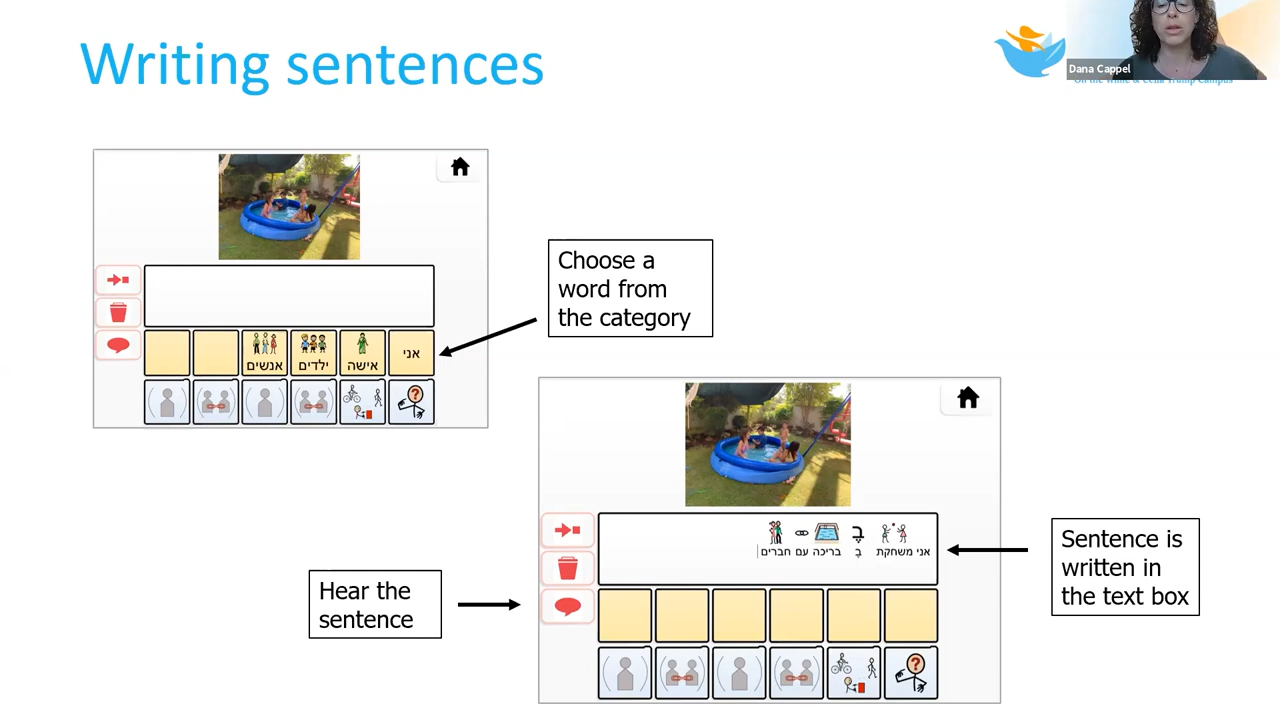 Writing sentences
Dana Cappel
Choose a
word from
the category
אני
אישה
ילדים
אנשים
?
אני משחקת בָ בריכה עם חברים
בָ
Sentence is
written in
the text box
Hear the
sentence
?